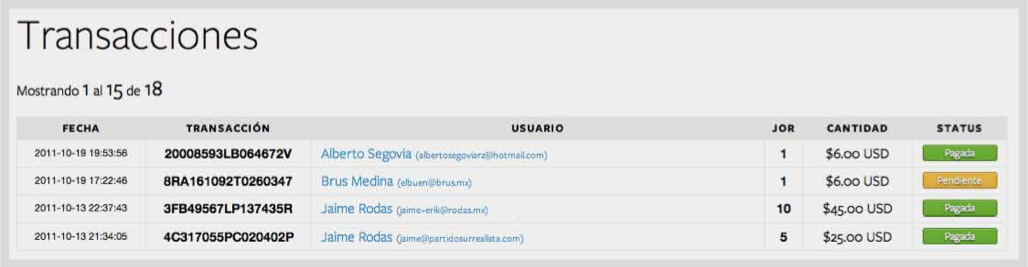 Transacciones
Mostrando 1 al 15 de 18
FECHA TRANSACCIÓN USUARIO JOR CANTIDAD STATUS
2011-10-19 19:53:56 20008593LB064672V Alberto Segovia (albertosegoviarz@hotmail.com) 1 $6.00 USD Pagada
2011-10-19 17:22:46 8RA161092T0260347 Brus Medina (elbuen@brus.mx) 1 $6.00 USD Pendiente
2011-10-13 22:37:43 3FB49567LP137435R Jaime Rodas (jaime-erik@rodas.mx) 10 $45.00 USD Pagada
2011-10-13 21:34:05 4C317055PC020402P Jaime Rodas (jaime@partidosurrealista.com) 5 $25.00 USD Pagada